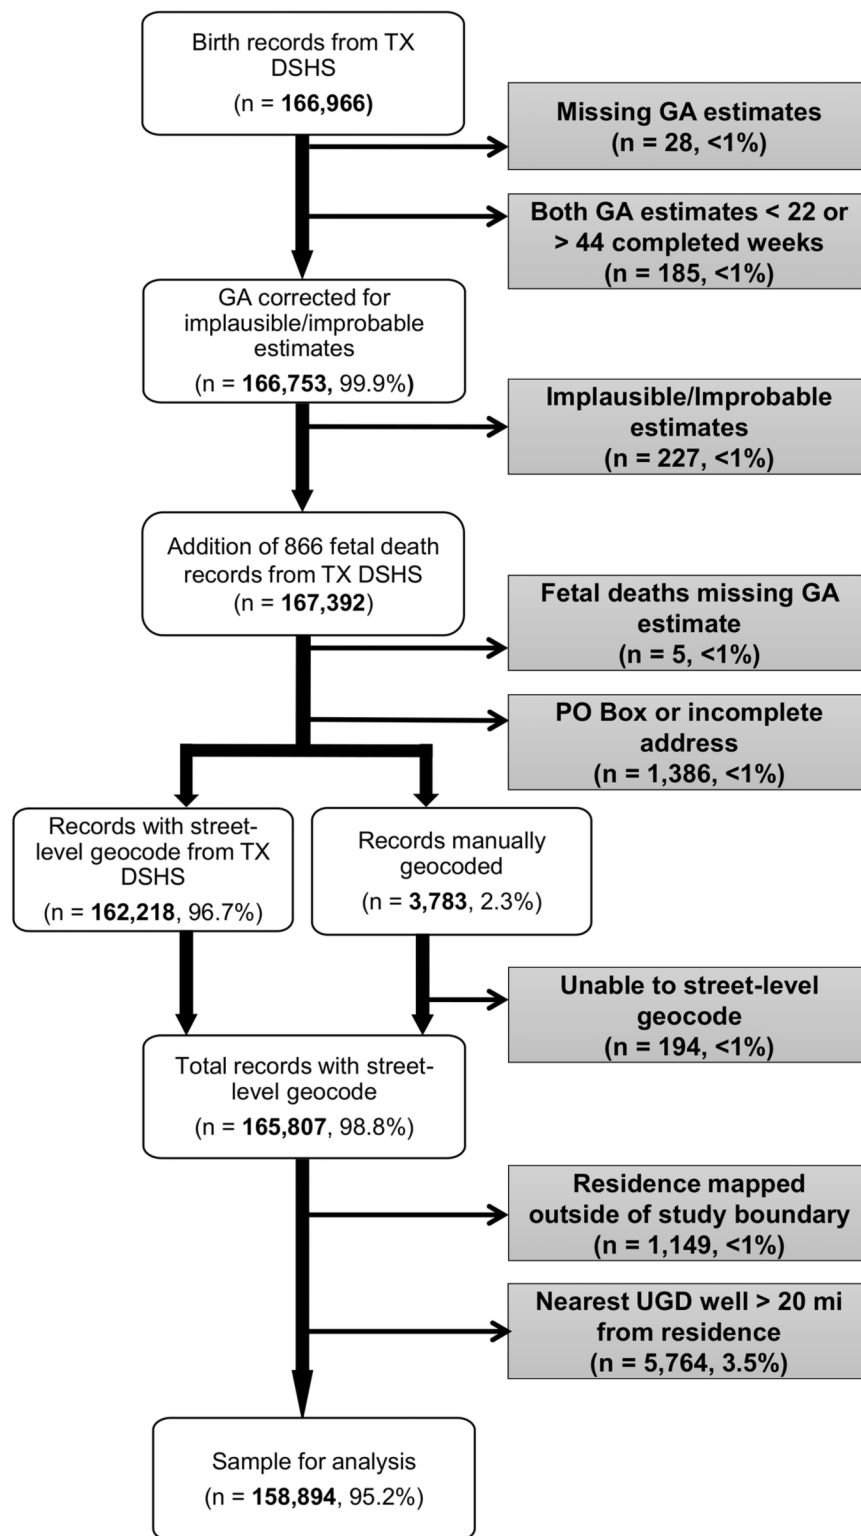 Birth records from TX
DSHS
(n = 166,966)
Missing GA estimates
(n = 28, <1%)
Both GA estimates < 22 or
> 44 completed weeks
(n = 185, <1%)
GA corrected for
implausible/improbable
estimates
(n = 166,753, 99.9%)
Implausible/Improbable
estimates
(n = 227, <1%)
Addition of 866 fetal death
records from TX DSHS
(n = 167,392)
Fetal deaths missing GA
estimate
(n = 5, <1%)
PO Box or incomplete
address
(n = 1,386, <1%)
Records with street-
level geocode from TX
DSHS
(n = 162,218, 96.7%)
Records manually
geocoded
(n = 3,783, 2.3%)
Unable to street-level
geocode
(n = 194, <1%)
Total records with street-
level geocode
(n = 165,807, 98.8%)
Residence mapped
outside of study boundary
(n = 1,149, <1%)
Nearest UGD well > 20 mi
from residence
(n = 5,764, 3.5%)
Sample for analysis
(n = 158,894, 95.2%)